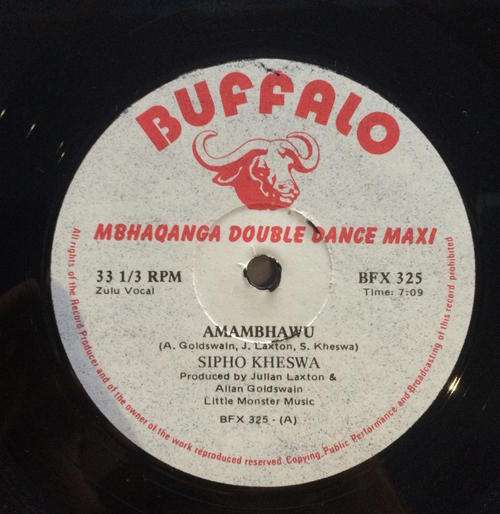 BUFFALO
MBHAQANGA DOUBLE DANCE MAXI
33 1/3 RPM
Zulu Vocal
BFX 325
Time: 7:09
AMAMBHAWU
(A. Goldswain, J. Laxton, S. Kheswa)
SIPHO KHESWA
Produced by Julian Laxton &
Allan Goldswain
Little Monster Music
BFX 325 - (A)
All rights of the Record Producer and of the owner of the work reproduced reserved. Copying, Public Performance and Broadcasting of this record prohibited